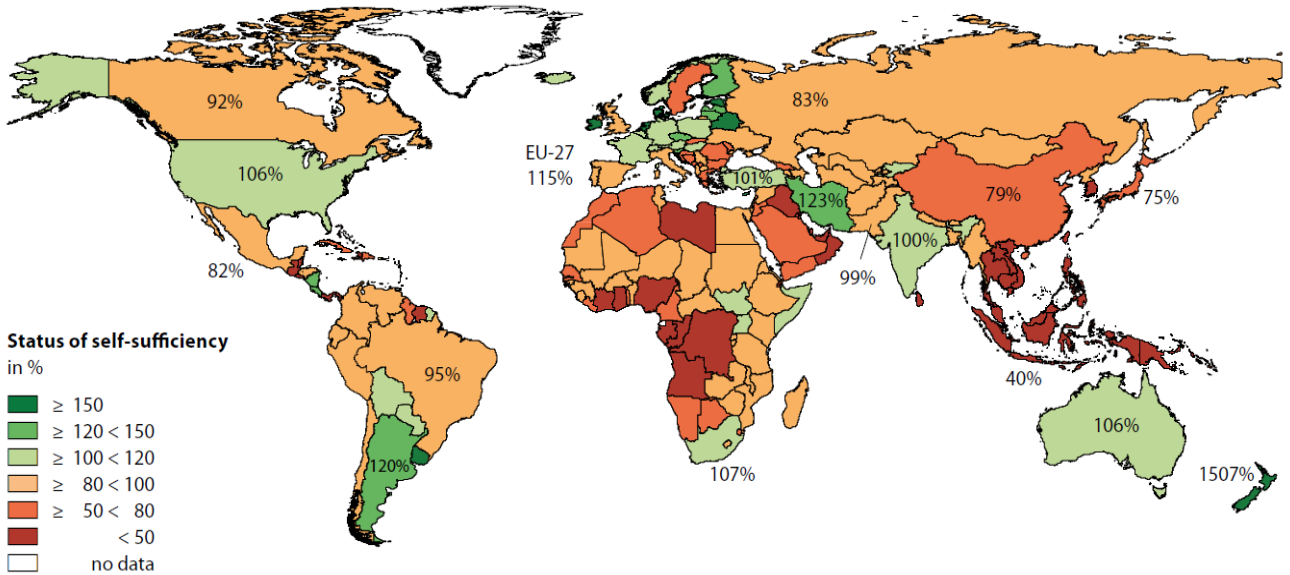 92%
83%
106%
EU-27
115%
101%
123%
79%
75%
100%
99%
82%
Status of self-sufficiency
in %
≥ 150
≥ 120 < 150
≥ 100 < 120
≥ 80 < 100
≥ 50 < 80
< 50
no data
95%
120%
107%
40%
106%
1507%